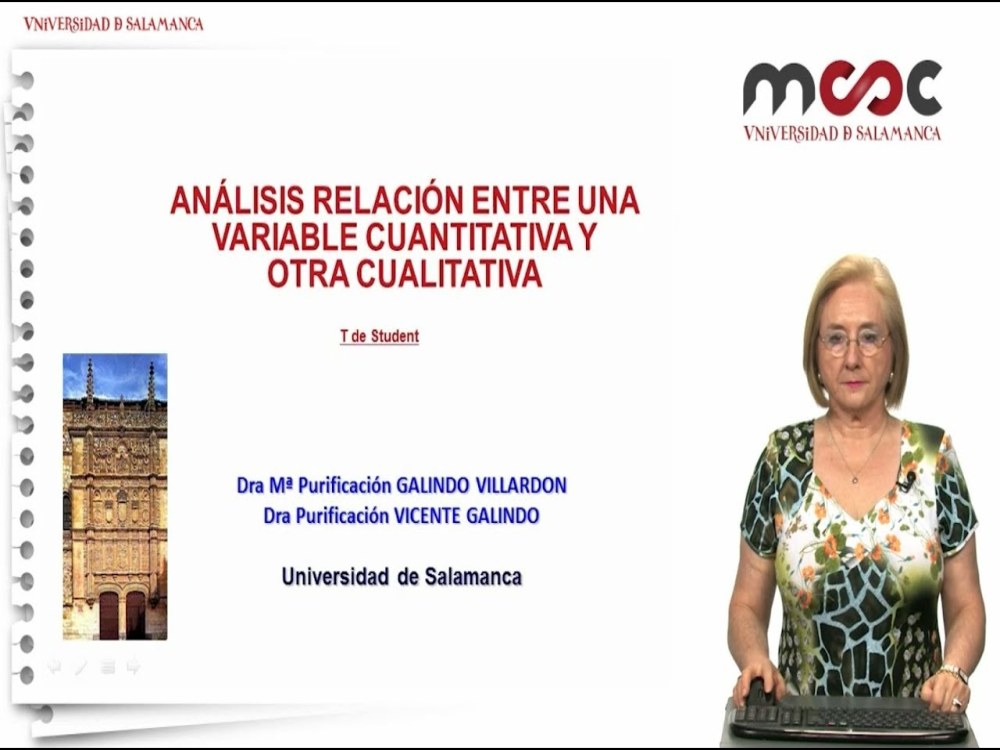 VNiVERSiDAD Ð SALAMANCA
mooc
VNiVERSiDAD Ð SALAMANCA
ANÁLISIS RELACIÓN ENTRE UNA
VARIABLE CUANTITATIVA Y
OTRA CUALITATIVA
T de Student
Dra Mª Purificación GALINDO VILLARDON
Dra Purificación VICENTE GALINDO
Universidad de Salamanca